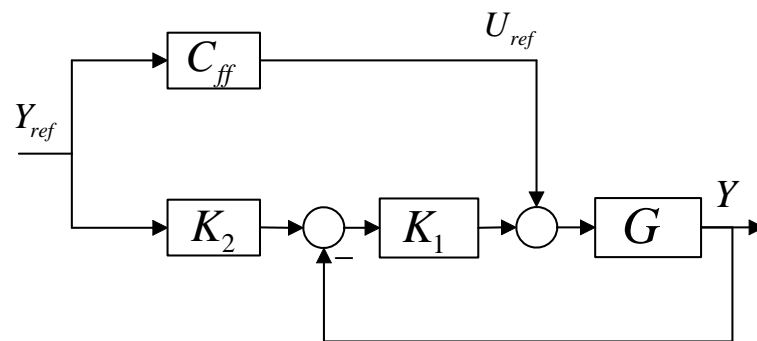 U_ref
C_ff
Y_ref
K_2
K_1
G
Y
−